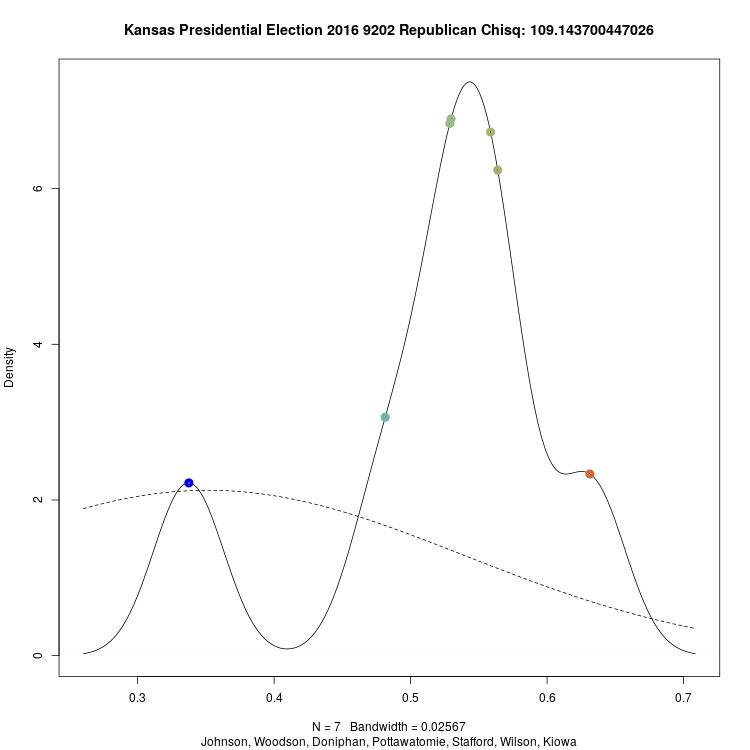 Kansas Presidential Election 2016 9202 Republican Chisq: 109.143700447026
Density
6
4
2
0
0.3 0.4 0.5 0.6 0.7
N = 7 Bandwidth = 0.02567
Johnson, Woodson, Doniphan, Pottawatomie, Stafford, Wilson, Kiowa